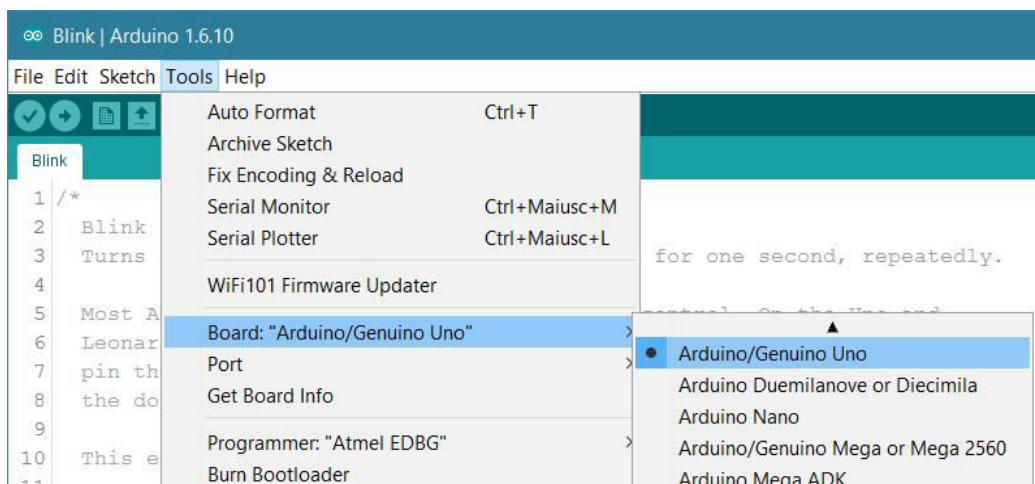 Blink | Arduino 1.6.10
File Edit Sketch Tools Help
Auto Format Ctrl+T
Archive Sketch
Fix Encoding & Reload
Serial Monitor Ctrl+Maiusc+M
Serial Plotter Ctrl+Maiusc+L
WiFi101 Firmware Updater
Board: "Arduino/Genuino Uno"
Port
Get Board Info
Programmer: "Atmel EDBG"
Burn Bootloader
Arduino/Genuino Uno
Arduino Duemilanove or Diecimila
Arduino Nano
Arduino/Genuino Mega or Mega 2560
Arduino Mega ADK
Blink
1 /*
2 Blink
3 Turns for one second, repeatedly.
4
5 Most A
6 Leonar
7 pin th
8 the do
9
10 This e